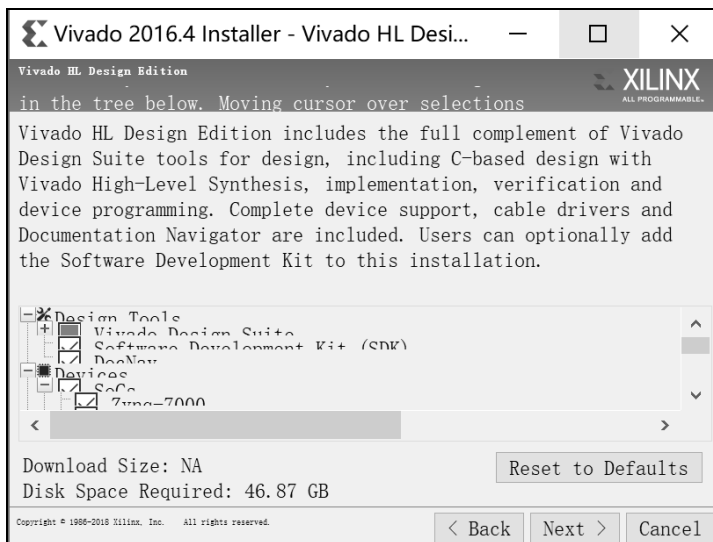 Vivado 2016.4 Installer - Vivado HL Desi...
Vivado HL Design Edition
XILINX
ALL PROGRAMMABLE.
in the tree below. Moving cursor over selections
Vivado HL Design Edition includes the full complement of Vivado
Design Suite tools for design, including C-based design with
Vivado High-Level Synthesis, implementation, verification and
device programming. Complete device support, cable drivers and
Documentation Navigator are included. Users can optionally add
the Software Development Kit to this installation.
Design Tools
Vivado Design Suite
Software Development Kit (SDK)
DocNav
Devices
SoCs
Zynq-7000
Download Size: NA
Reset to Defaults
Disk Space Required: 46.87 GB
Copyright © 1986-2018 Xilinx, Inc. All rights reserved.
< Back Next > Cancel